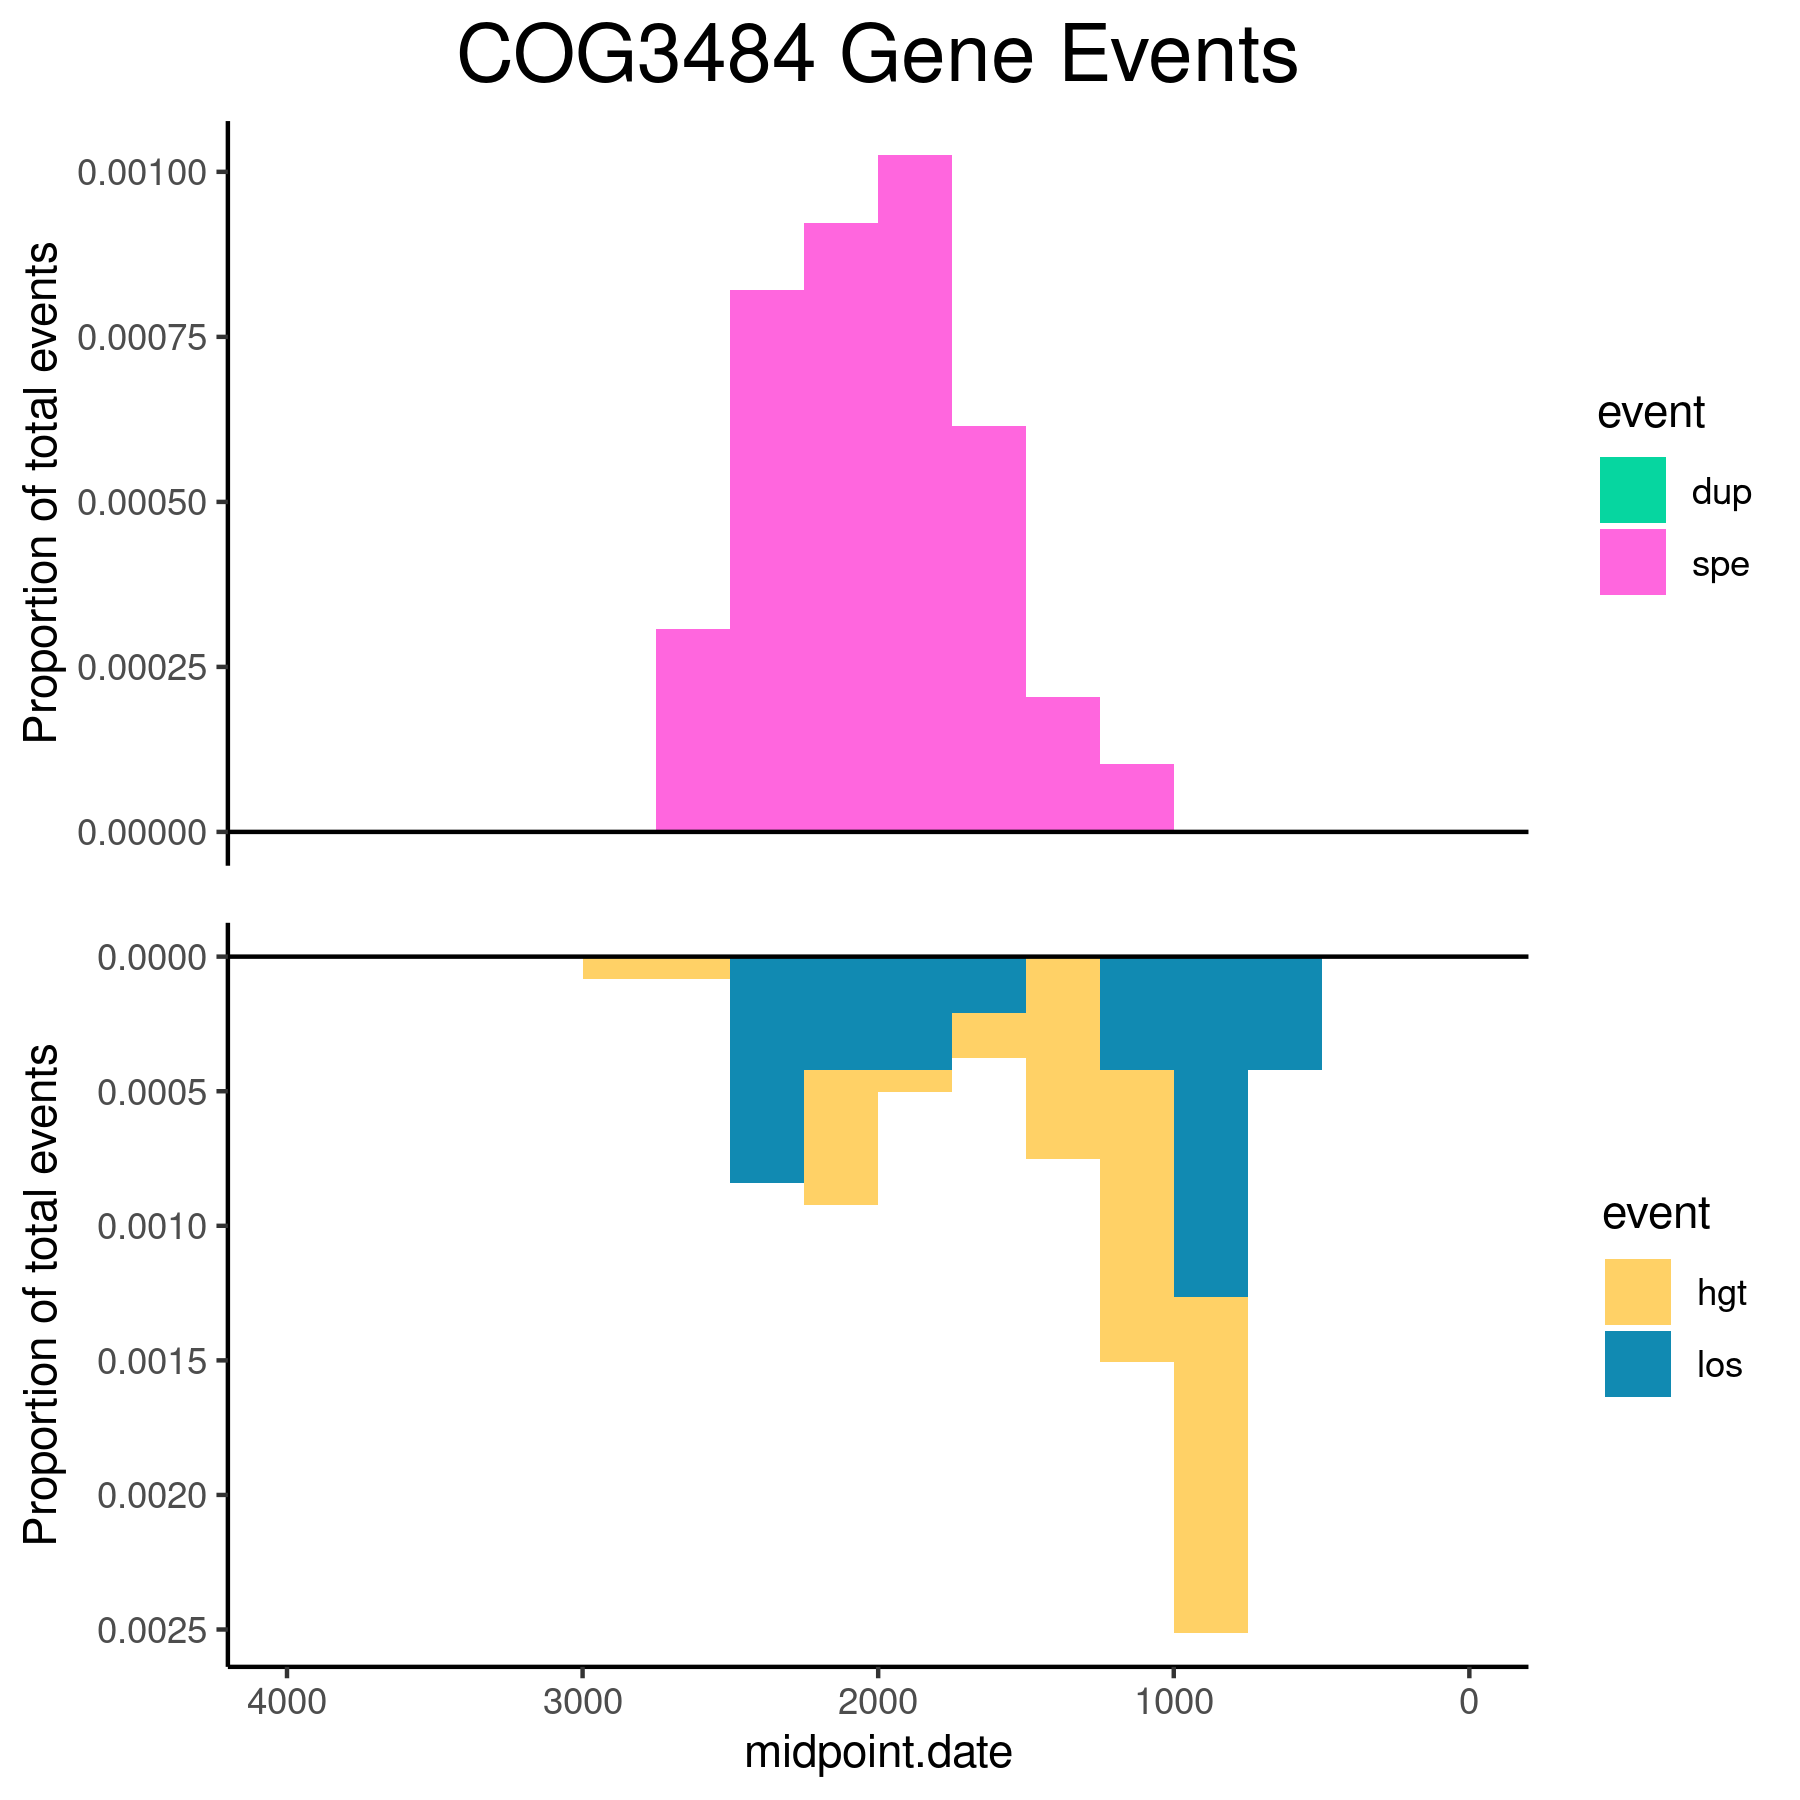 COG3484 Gene Events
Proportion of total events
0.00100
0.00075
0.00050
0.00025
0.00000
event
dup
spe
Proportion of total events
0.0000
0.0005
0.0010
0.0015
0.0020
0.0025
event
hgt
los
4000 3000 2000 1000 0
midpoint.date